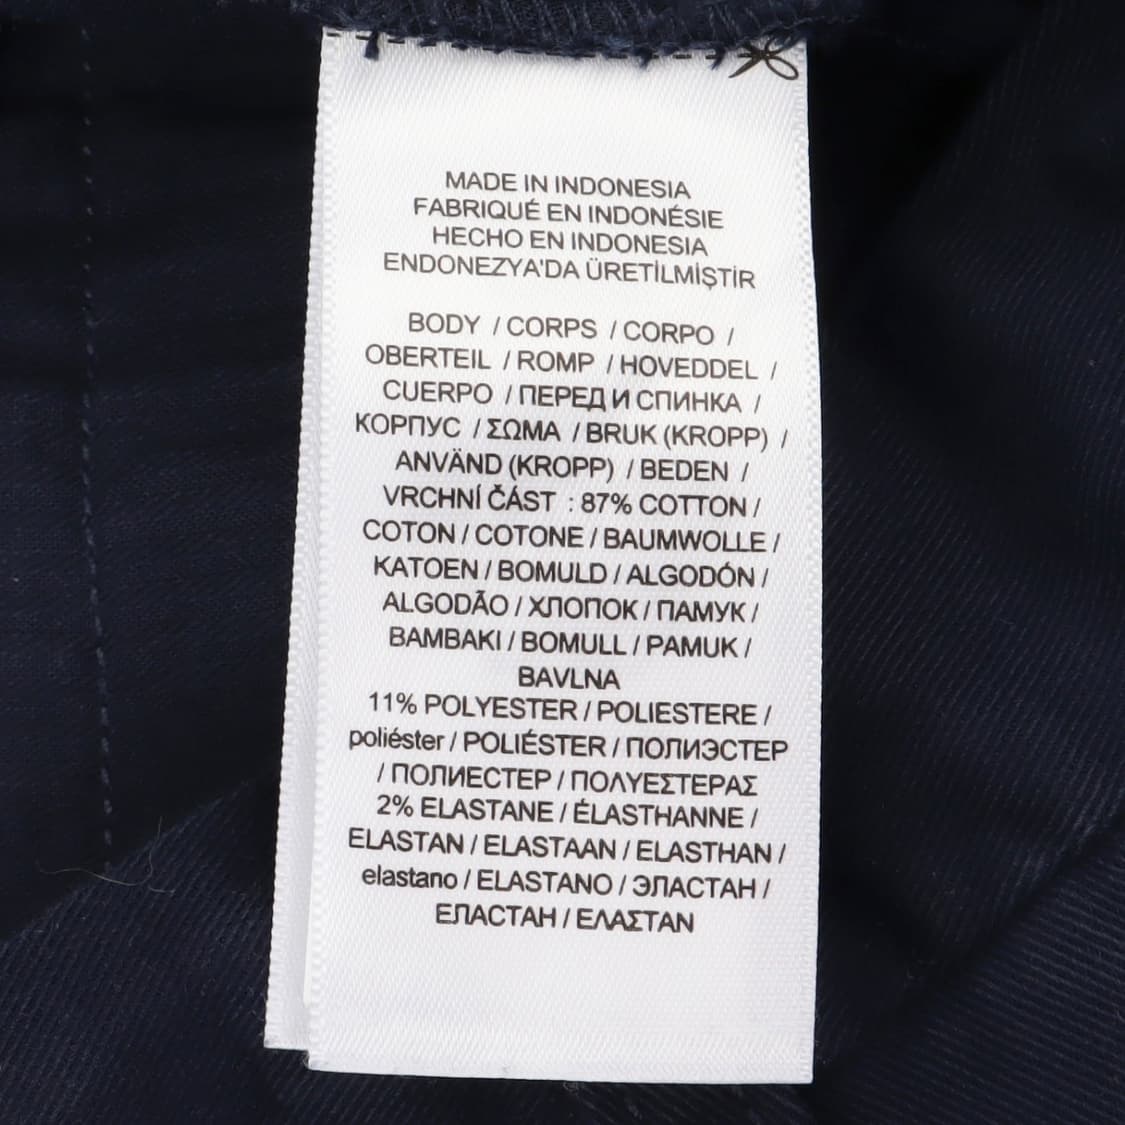 MADE IN INDONESIA
FABRIQUÉ EN INDONÉSIE
HECHO EN INDONESIA
ENDONEZYA'DA ÜRETİLMİŞTİR
BODY / CORPS / CORPO /
OBERTEIL / ROMP / HOVEDDEL /
CUERPO / ПЕРЕД И СПИНКА /
КОРПУС / ΣΩΜΑ / BRUK (KROPP) /
ANVÄND (KROPP) / BEDEN /
VRCHNÍ ČÁST : 87% COTTON /
COTON / COTONE / BAUMWOLLE /
KATOEN / BOMULD / ALGODÓN /
ALGODÃO / ХЛОПОК / ПАМУК /
BAMBAKI / BOMULL / PAMUK /
BAVLNA
11% POLYESTER / POLIESTERE /
poliéster / POLIÉSTER / ПОЛИЭСТЕР
/ ПОЛИЕСТЕР / ΠΟΛΥΕΣΤΕΡΑΣ
2% ELASTANE / ÉLASTHANNE /
ELASTAN / ELASTAAN / ELASTHAN /
elastano / ELASTANO / ЭЛАСТАН /
ЕЛАСТАН / ΕΛΑΣΤΑΝ